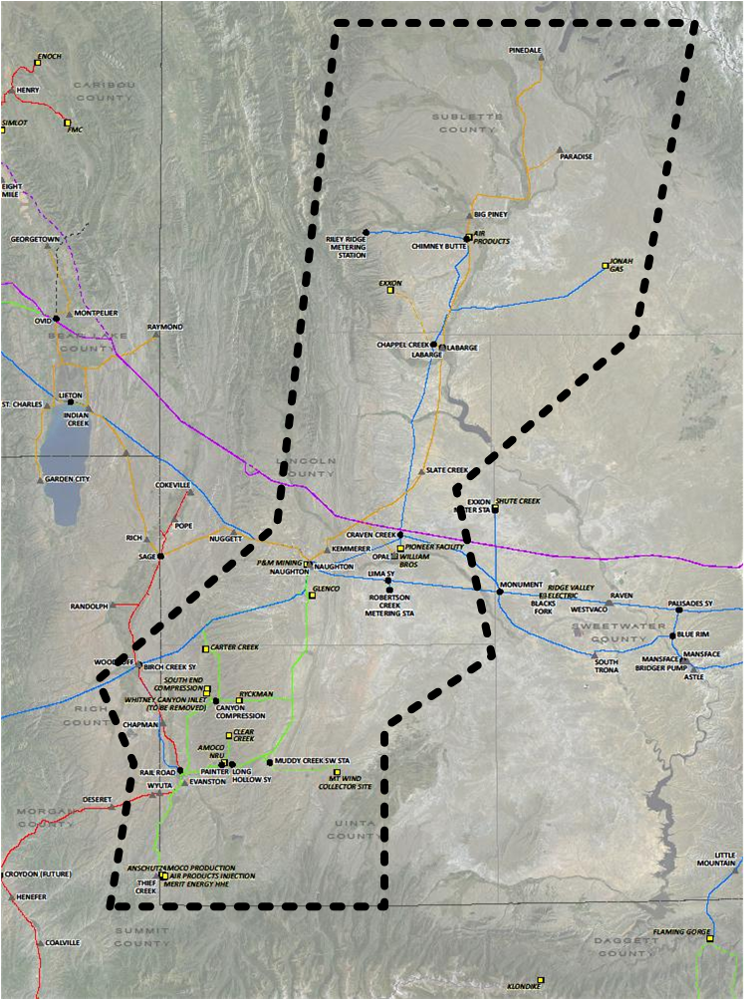 ENOCH
HENRY
CARIBOU
COUNTY
SIMLOT
FMC
PINEDALE
SUBLETTE
COUNTY
PARADISE
EIGHT
MILE
BIG PINEY
GEORGETOWN
RILEY RIDGE
METERING
STATION
AIR
PRODUCTS
CHIMNEY BUTTE
JONAH
GAS
EXXON
MONTPELIER
OVID
RAYMOND
BEAR LAKE
COUNTY
CHAPPEL CREEK
LABARGE
LABARGE
LIFTON
ST. CHARLES
INDIAN
CREEK
LINCOLN
COUNTY
SLATE CREEK
GARDEN CITY
COKEVILLE
EXXON
METER STA
SHUTE CREEK
POPE
RICH
NUGGETT
CRAVEN CREEK
SAGE
KEMMERER
PIONEER FACILITY
OPAL
WILLIAM
BROS
P&M MINING
NAUGHTON
NAUGHTON
LIMA SY
GLENCO
ROBERTSON
CREEK
METERING STA
MONUMENT
RIDGE VALLEY
ELECTRIC
BLACKS
FORK
RAVEN
WESTVACO
PALISADES SY
RANDOLPH
SWEETWATER
COUNTY
BLUE RIM
CARTER CREEK
WOODRUFF
BIRCH CREEK SY
SOUTH
TRONA
MANSFACE
MANSFACE
BRIDGER PUMP
ASTLE
SOUTH END
COMPRESSION
WHITNEY CANYON INLET
(TO BE REMOVED)
RYCKMAN
CANYON
COMPRESSION
RICH
COUNTY
CHAPMAN
CLEAR
CREEK
AMOCO
NRU
MUDDY CREEK SW STA
RAIL ROAD
PAINTER
LONG
HOLLOW SY
MT WIND
COLLECTOR SITE
EVANSTON
WYUTA
DESERET
MORGAN
COUNTY
UINTA
COUNTY
LITTLE
MOUNTAIN
ANSCHUTZ
AMOCO PRODUCTION
AIR PRODUCTS INJECTION
MERIT ENERGY HHE
THIEF
CREEK
CROYDON (FUTURE)
HENEFER
SUMMIT
COUNTY
COALVILLE
FLAMING GORGE
DAGGETT
COUNTY
KLONDIKE